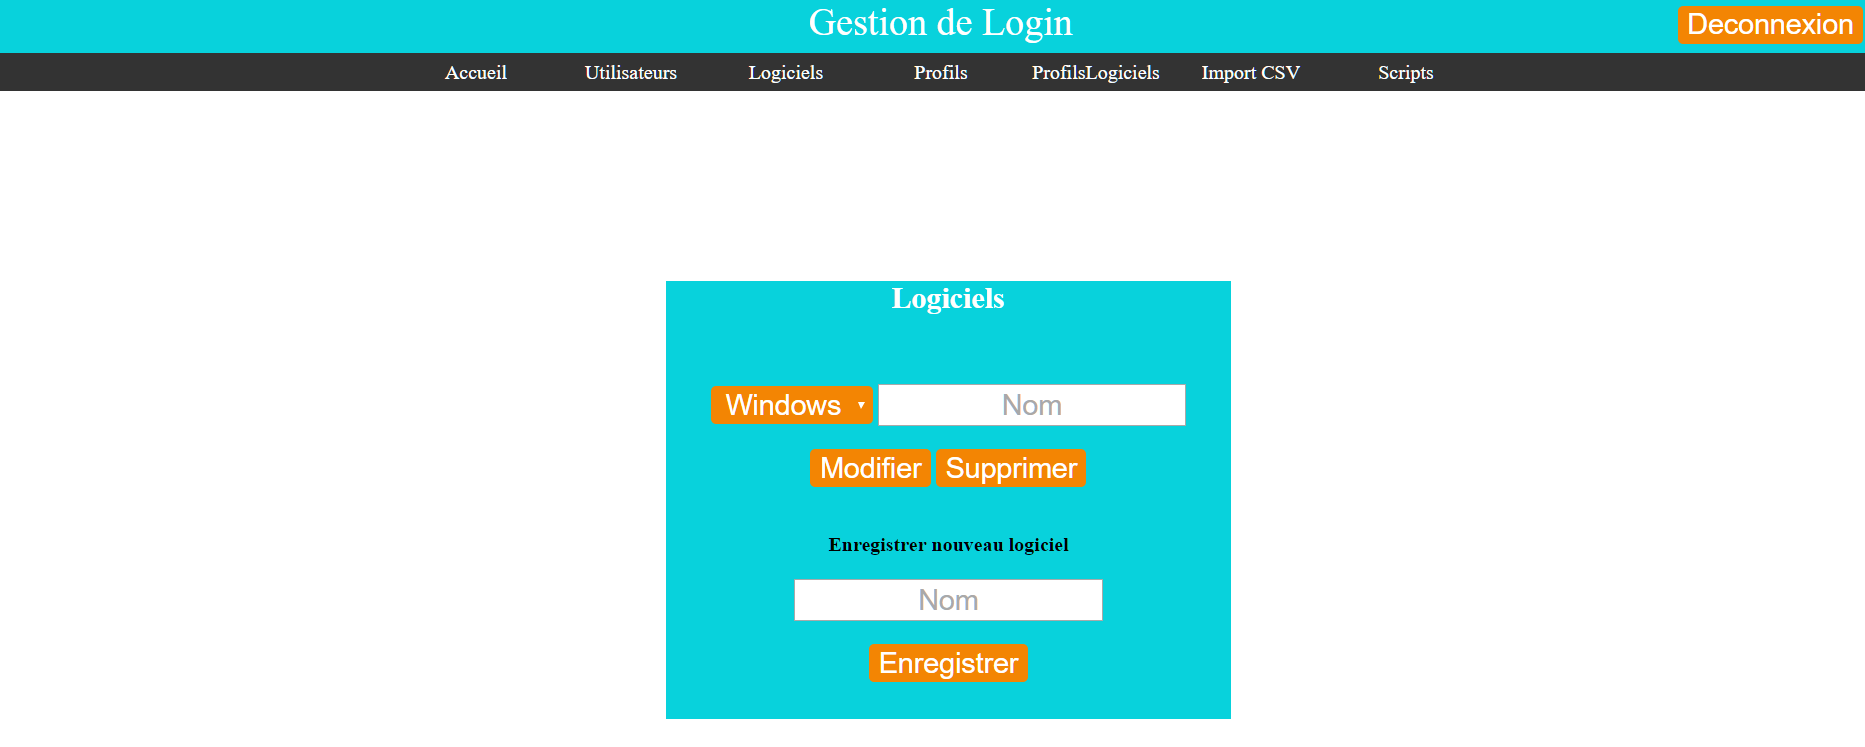 Gestion de Login
Deconnexion
Accueil Utilisateurs Logiciels Profils ProfilsLogiciels Import CSV Scripts
Logiciels
Windows Nom
Modifier Supprimer
Enregistrer nouveau logiciel
Nom
Enregistrer